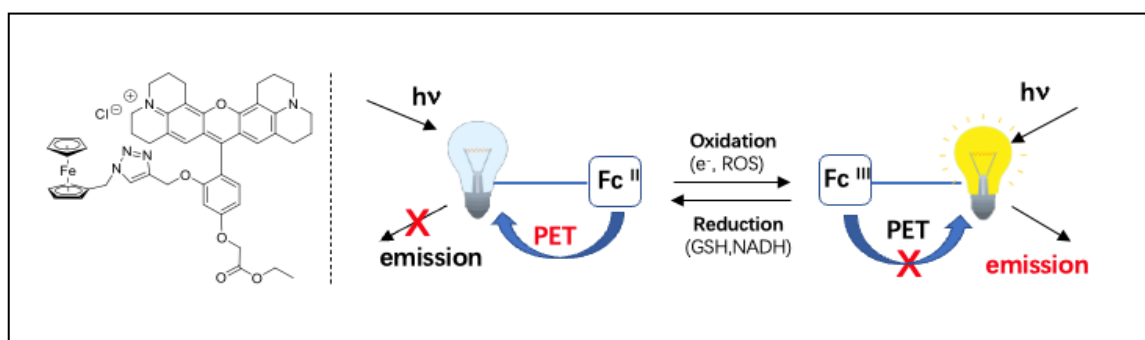 Cl⊖
⊕
N
O
N
Fe
N
N=N
O
O
O
O
hν
Fc II
PET
X
emission
Oxidation
(e⁻, ROS)
Reduction
(GSH,NADH)
hν
Fc III
PET
X
emission